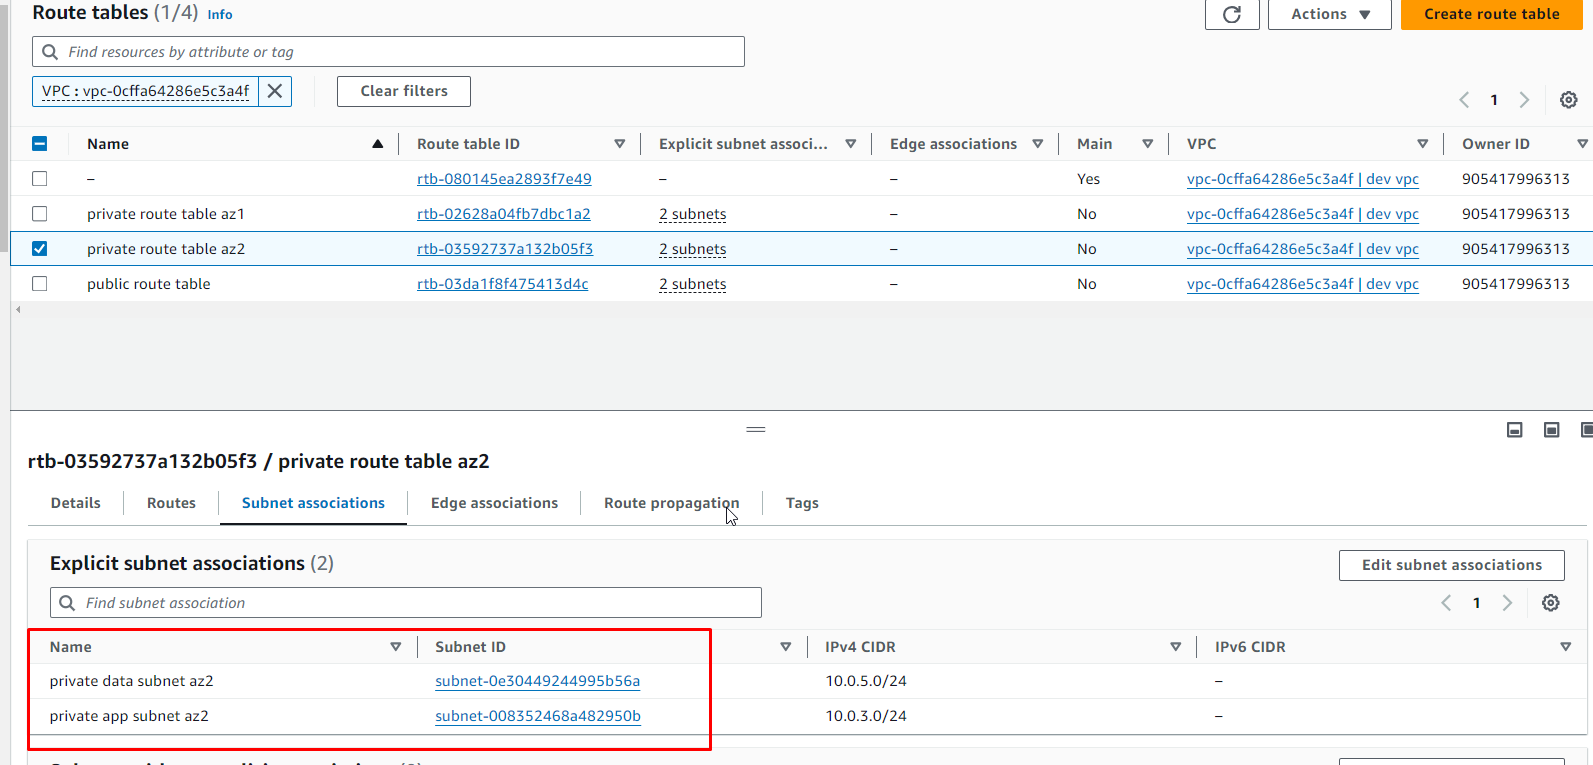 Route tables (1/4) Info
Actions
Create route table
Find resources by attribute or tag
VPC : vpc-0cffa64286e5c3a4f
Clear filters
1
Name Route table ID Explicit subnet associ... Edge associations Main VPC Owner ID
– rtb-080145ea2893f7e49 – – Yes vpc-0cffa64286e5c3a4f | dev vpc 905417996313
private route table az1 rtb-02628a04fb7dbc1a2 2 subnets – No vpc-0cffa64286e5c3a4f | dev vpc 905417996313
private route table az2 rtb-03592737a132b05f3 2 subnets – No vpc-0cffa64286e5c3a4f | dev vpc 905417996313
public route table rtb-03da1f8f475413d4c 2 subnets – No vpc-0cffa64286e5c3a4f | dev vpc 905417996313
rtb-03592737a132b05f3 / private route table az2
Details Routes Subnet associations Edge associations Route propagation Tags
Explicit subnet associations (2)
Edit subnet associations
Find subnet association
1
Name Subnet ID IPv4 CIDR IPv6 CIDR
private data subnet az2 subnet-0e30449244995b56a 10.0.5.0/24 –
private app subnet az2 subnet-008352468a482950b 10.0.3.0/24 –